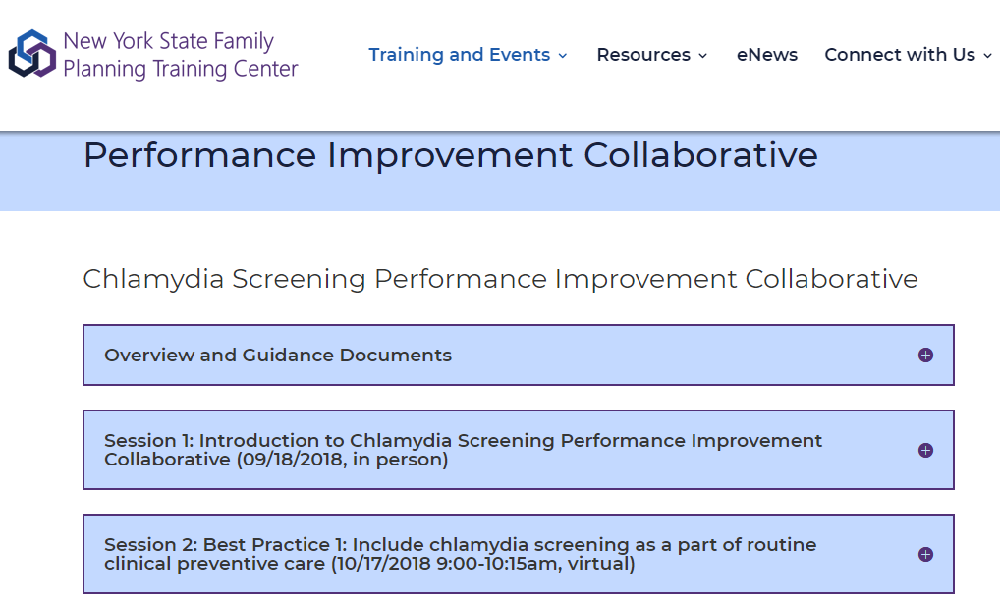 New York State Family
Planning Training Center
Training and Events
Resources
eNews
Connect with Us
Performance Improvement Collaborative
Chlamydia Screening Performance Improvement Collaborative
Overview and Guidance Documents
Session 1: Introduction to Chlamydia Screening Performance Improvement
Collaborative (09/18/2018, in person)
Session 2: Best Practice 1: Include chlamydia screening as a part of routine
clinical preventive care (10/17/2018 9:00-10:15am, virtual)